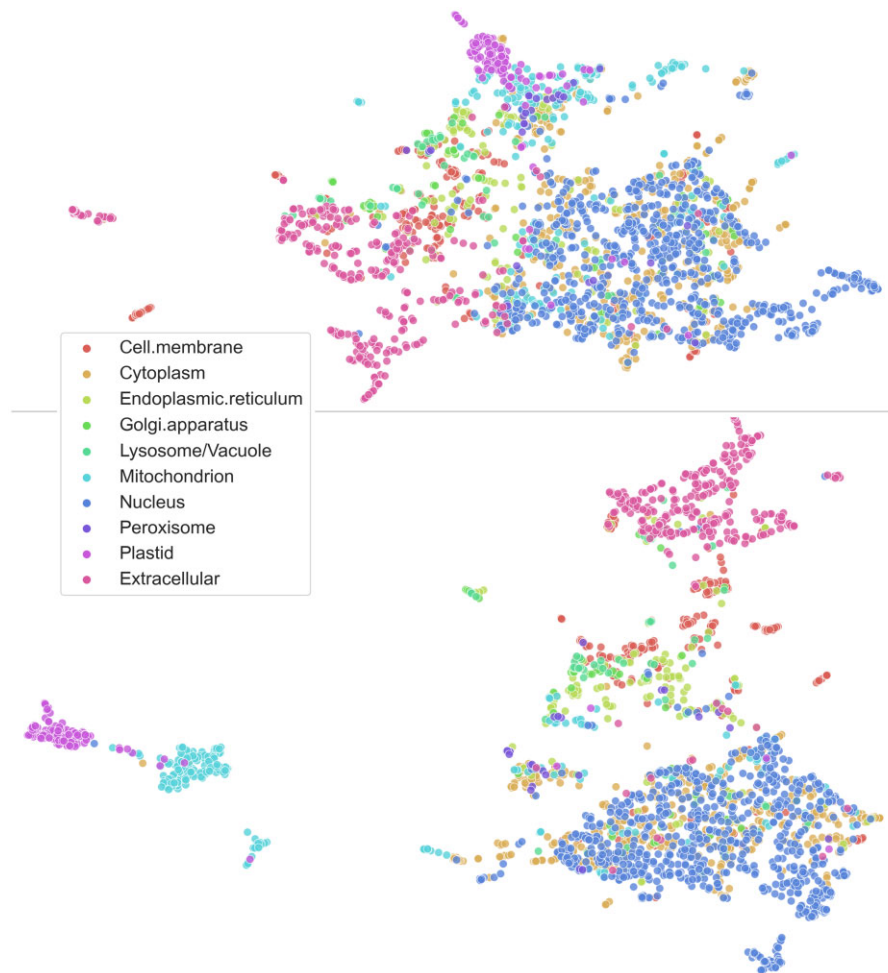 Cell.membrane
Cytoplasm
Endoplasmic.reticulum
Golgi.apparatus
Lysosome/Vacuole
Mitochondrion
Nucleus
Peroxisome
Plastid
Extracellular